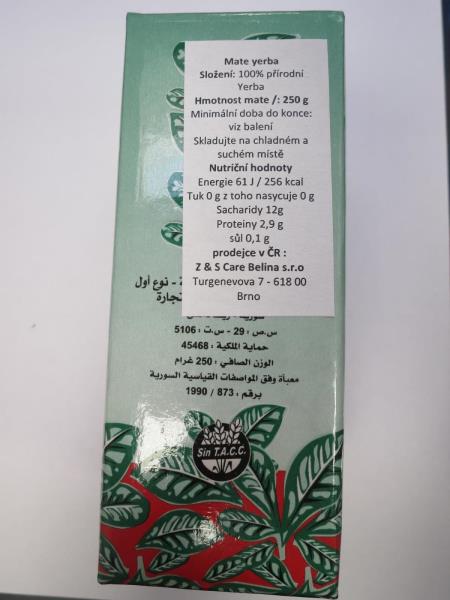 Mate yerba
Složení: 100% přírodní
Yerba
Hmotnost mate /: 250 g
Minimální doba do konce:
viz balení
Skladujte na chladném a
suchém místě
Nutriční hodnoty
Energie 61 J / 256 kcal
Tuk 0 g z toho nasycuje 0 g
Sacharidy 12g
Proteiny 2,9 g
sůl 0,1 g
prodejce v ČR :
Z & S Care Belina s.r.o
Turgenevova 7 - 618 00
Brno
- نوع أول
تجارة
س.ص : 29 - س.ت : 5106
حماية الملكية : 45468
الوزن الصافي : 250 غرام
معبأة وفق المواصفات القياسية السورية
برقم : 873 / 1990
Sin T.A.C.C.